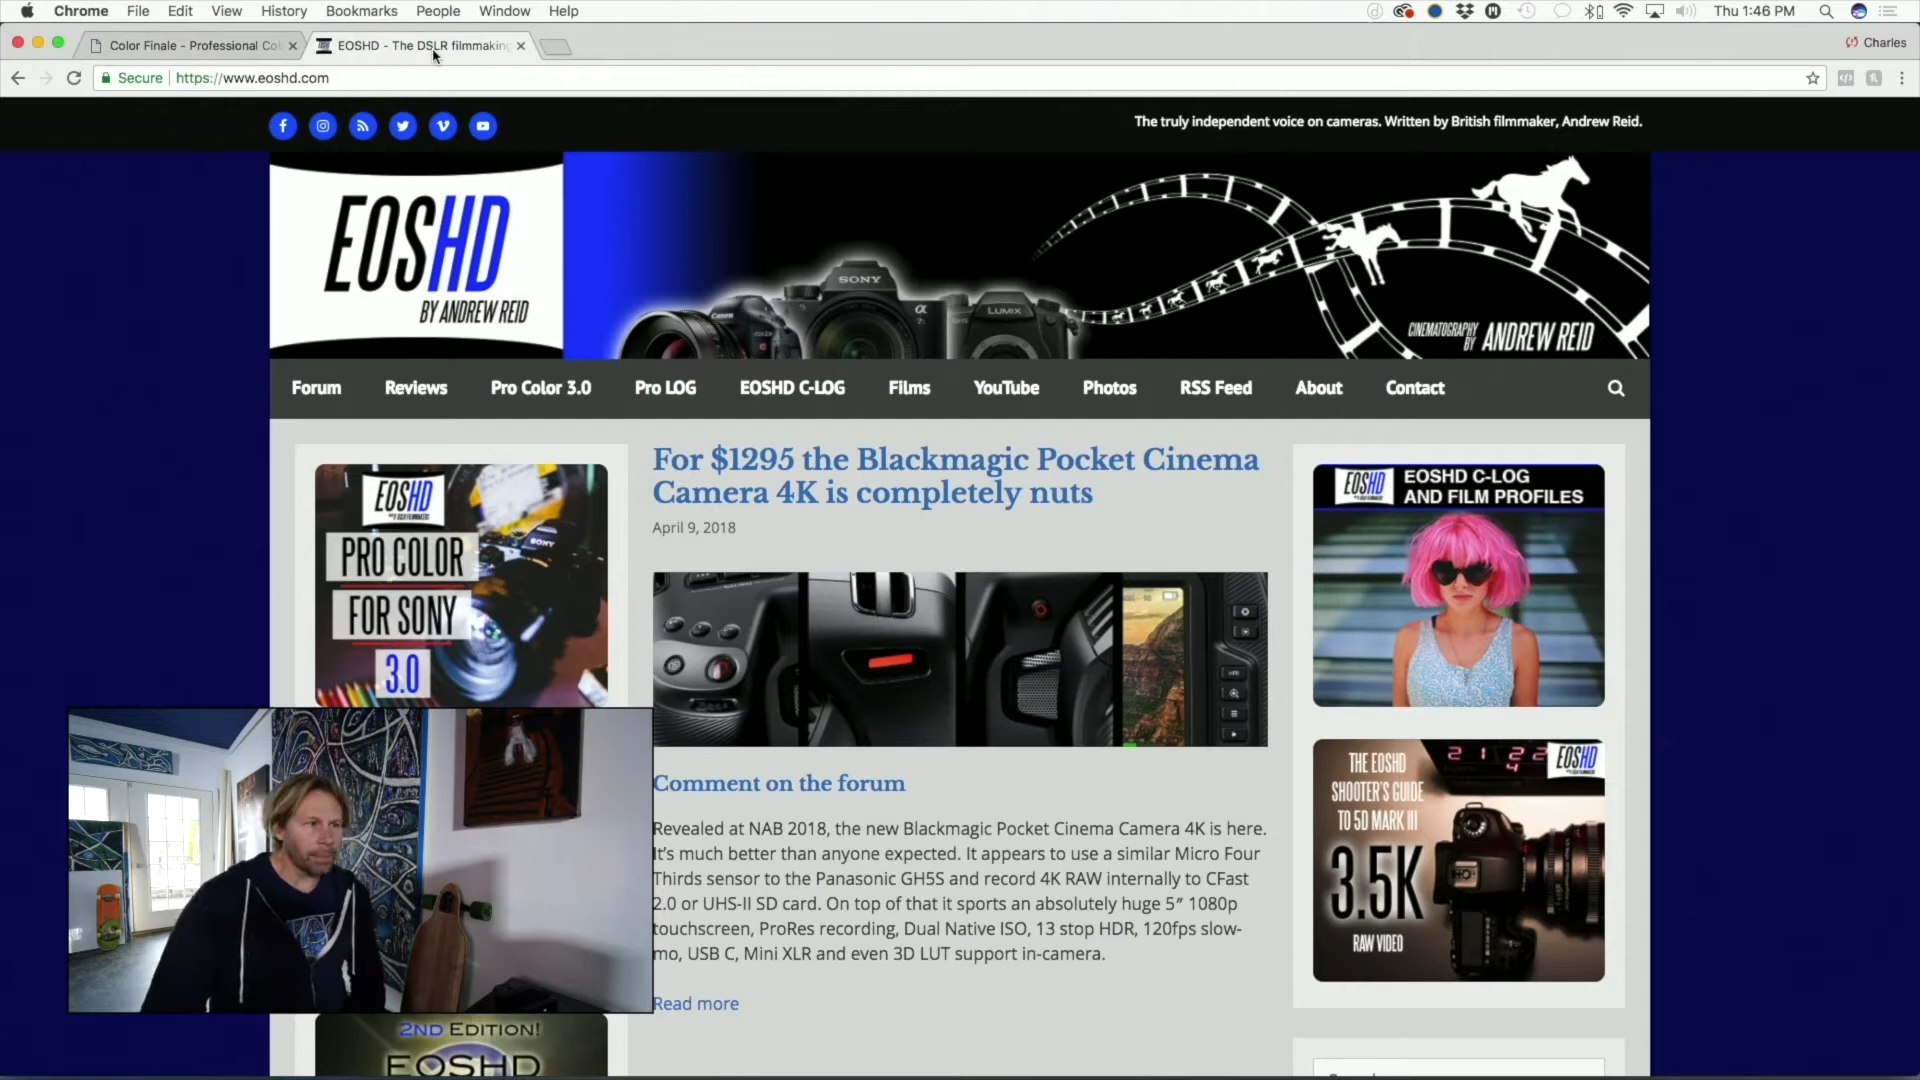 Chrome File Edit View History Bookmarks People Window Help
Thu 1:46 PM
Color Finale - Professional Co
EOSHD - The DSLR filmmaking
Charles
Secure https://www.eoshd.com
The truly independent voice on cameras. Written by British filmmaker, Andrew Reid.
EOSHD
BY ANDREW REID
SONY
Canon
LUMIX
CINEMATOGRAPHY BY ANDREW REID
Forum Reviews Pro Color 3.0 Pro LOG EOSHD C-LOG Films YouTube Photos RSS Feed About Contact
EOSHD
PRO COLOR
FOR SONY
3.0
SONY
2ND EDITION!
EOSHD
For $1295 the Blackmagic Pocket Cinema
Camera 4K is completely nuts
April 9, 2018
Comment on the forum
Revealed at NAB 2018, the new Blackmagic Pocket Cinema Camera 4K is here.
It's much better than anyone expected. It appears to use a similar Micro Four
Thirds sensor to the Panasonic GH5S and record 4K RAW internally to CFast
2.0 or UHS-II SD card. On top of that it sports an absolutely huge 5″ 1080p
touchscreen, ProRes recording, Dual Native ISO, 13 stop HDR, 120fps slow-
mo, USB C, Mini XLR and even 3D LUT support in-camera.
Read more
EOSHD
EOSHD C-LOG
AND FILM PROFILES
THE EOSHD
SHOOTER'S GUIDE
TO 5D MARK III
3.5K
RAW VIDEO
21 22
4
EOSHD